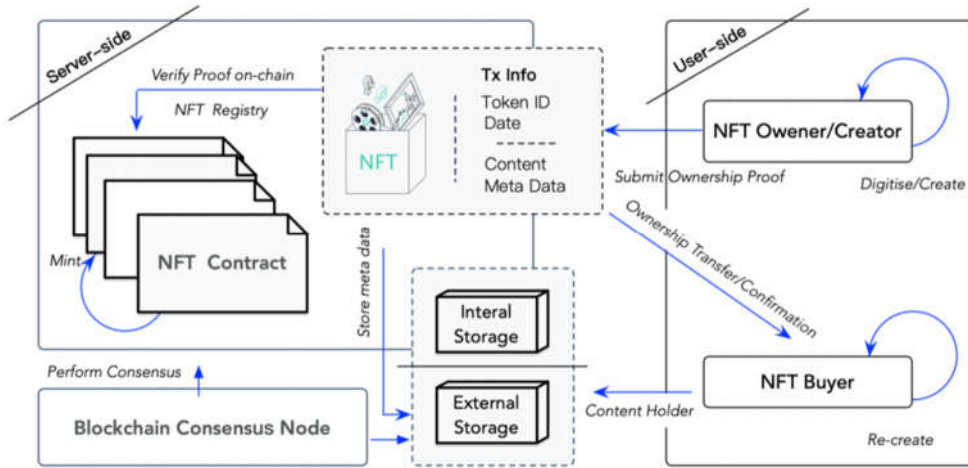 Server-side
Verify Proof on-chain
NFT Registry
NFT
Tx Info
Token ID
Date
Content
Meta Data
User-side
NFT Owener/Creator
Submit Ownership Proof
Digitise/Create
Mint
NFT Contract
Store meta data
Ownership Transfer/Confirmation
Interal
Storage
External
Storage
Perform Consensus
Blockchain Consensus Node
NFT Buyer
Content Holder
Re-create